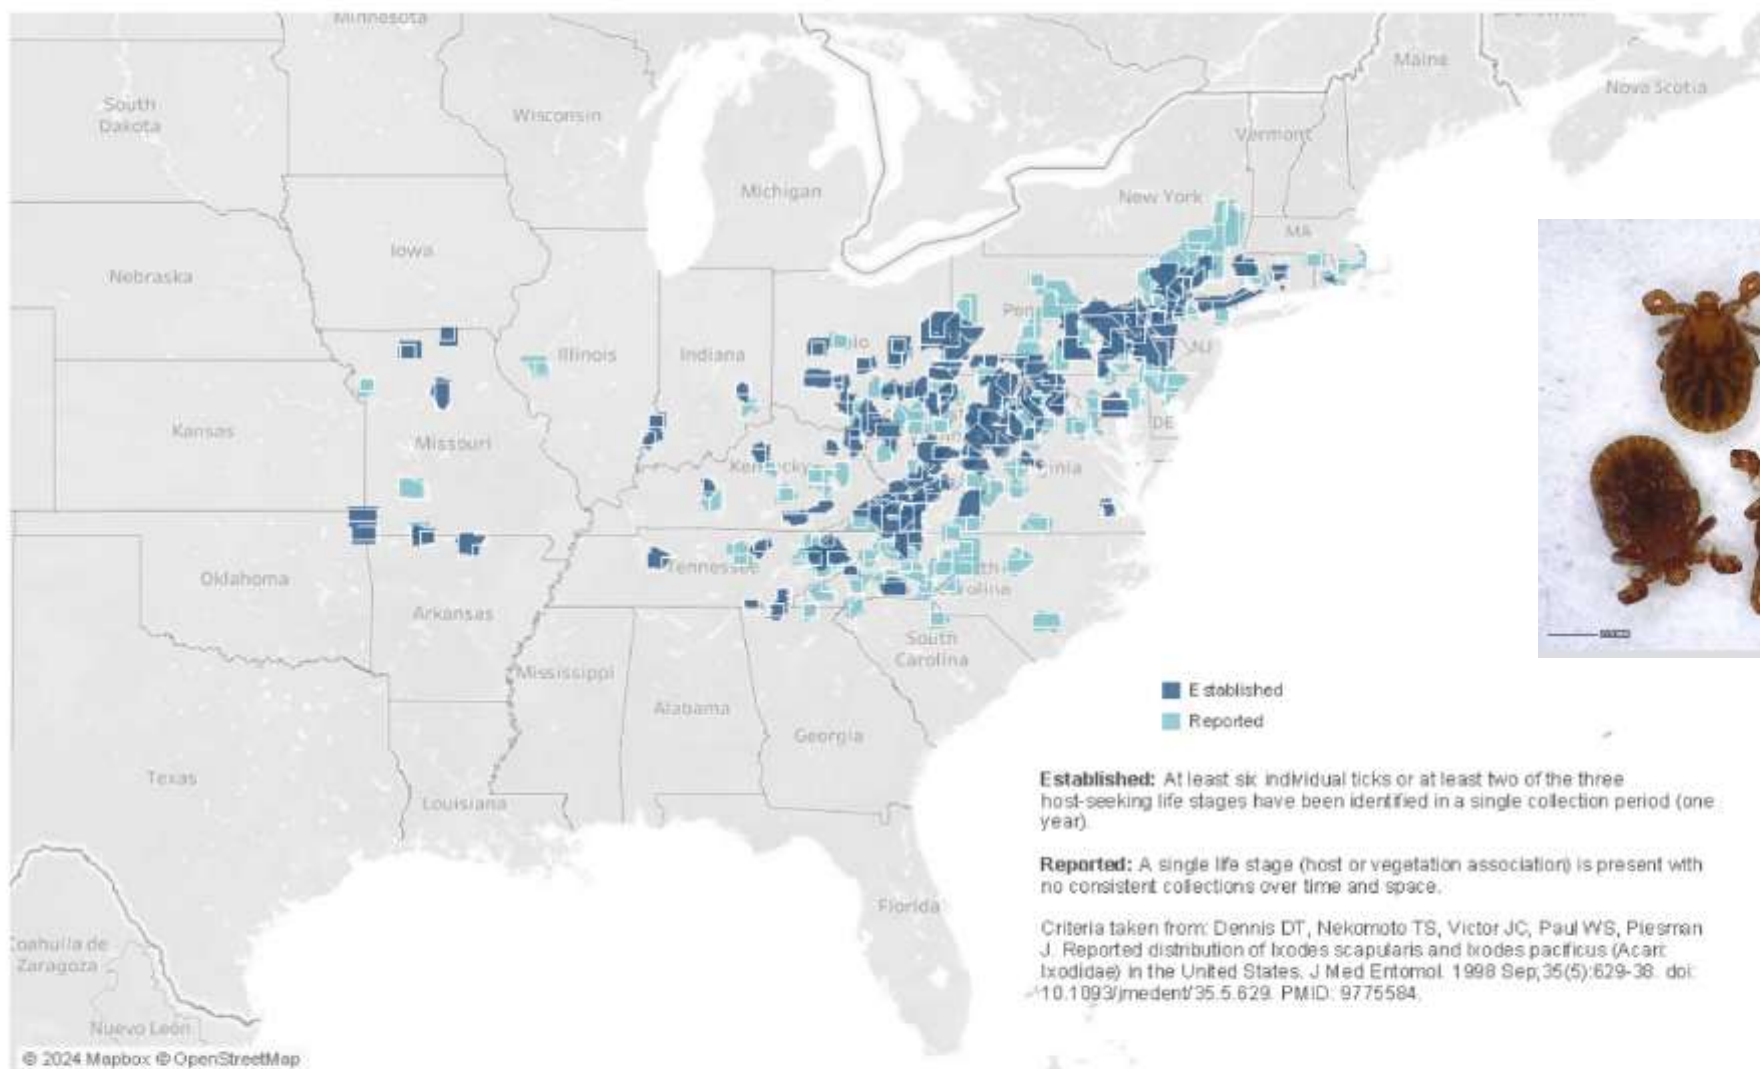 Minnesota
Maine
Nova Scotia
South
Dakota
Wisconsin
Vermont
Michigan
New York
MA
Iowa
Nebraska
Illinois
Indiana
NJ
Kansas
Missouri
DE
Oklahoma
Tennessee
Arkansas
South
Carolina
Mississippi
Alabama
Georgia
Texas
Louisiana
Florida
Coahuila de
Zaragoza
Nuevo León
Established
Reported
Established: At least six individual ticks or at least two of the three
host-seeking life stages have been identified in a single collection period (one
year).
Reported: A single life stage (host or vegetation association) is present with
no consistent collections over time and space.
Criteria taken from: Dennis DT, Nekomoto TS, Victor JC, Paul WS, Piesman
J. Reported distribution of Ixodes scapularis and Ixodes pacificus (Acari:
Ixodidae) in the United States. J Med Entomol. 1998 Sep;35(5):629-38. doi:
10.1093/jmedent/35.5.629. PMID: 9775584.
© 2024 Mapbox © OpenStreetMap